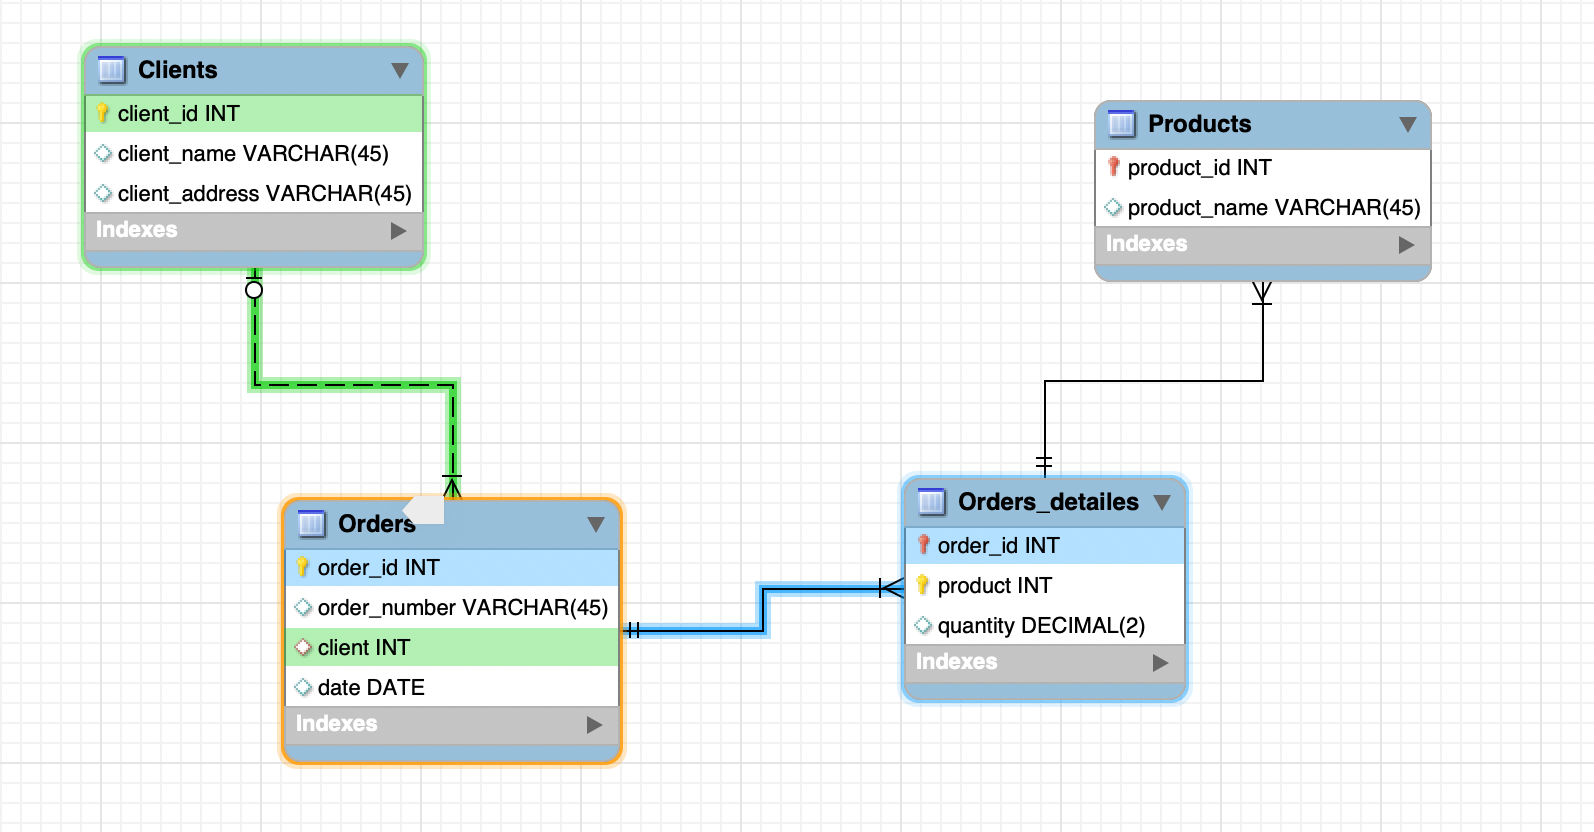 Clients
client_id INT
client_name VARCHAR(45)
client_address VARCHAR(45)
Indexes
Products
product_id INT
product_name VARCHAR(45)
Indexes
Orders
order_id INT
order_number VARCHAR(45)
client INT
date DATE
Indexes
Orders_detailes
order_id INT
product INT
quantity DECIMAL(2)
Indexes